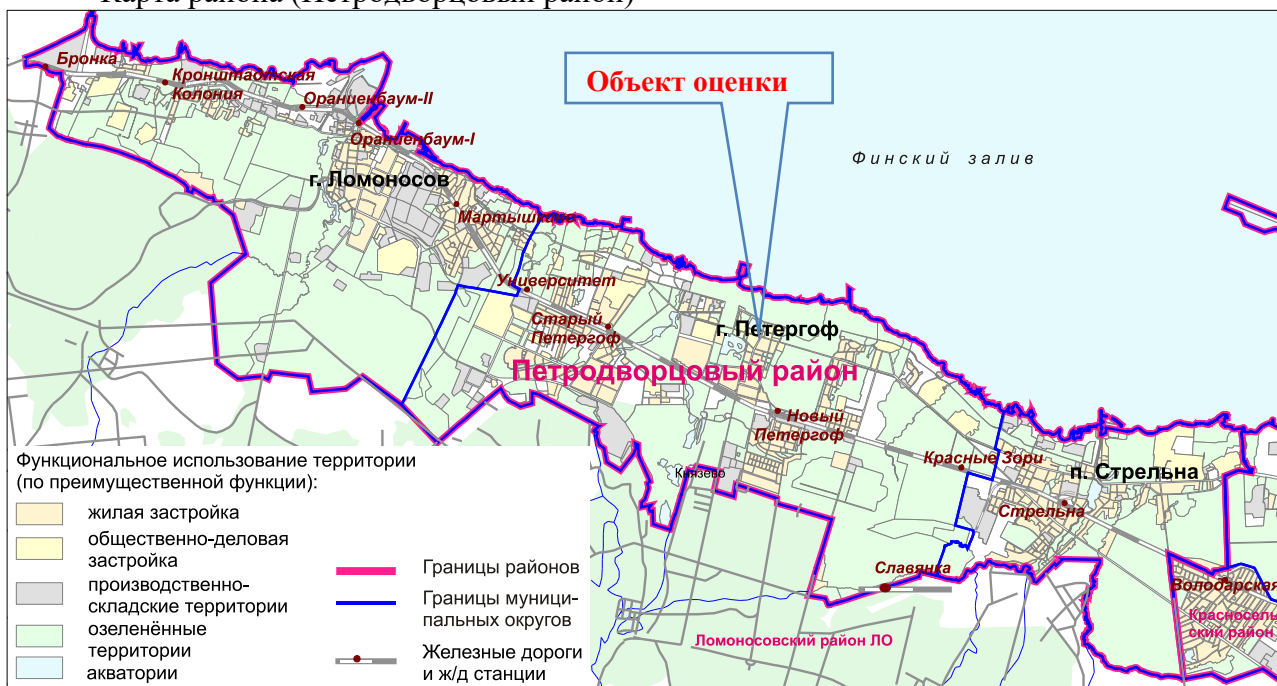 Карта района (Петродворцовый район)
Бронка
Кронштадтская
Колония
Ораниенбаум-II
Ораниенбаум-I
г. Ломоносов
Мартышкино
Объект оценки
Финский залив
Университет
Старый
Петергоф
г. Петергоф
Петродворцовый район
Новый
Петергоф
Князево
Красные Зори
п. Стрельна
Стрельна
Славянка
Володарская
Красносель
ский район
Ломоносовский район ЛО
Функциональное использование территории
(по преимущественной функции):
жилая застройка
общественно-деловая
застройка
производственно-
складские территории
озеленённые
территории
акватории
Границы районов
Границы муници-
пальных округов
Железные дороги
и ж/д станции